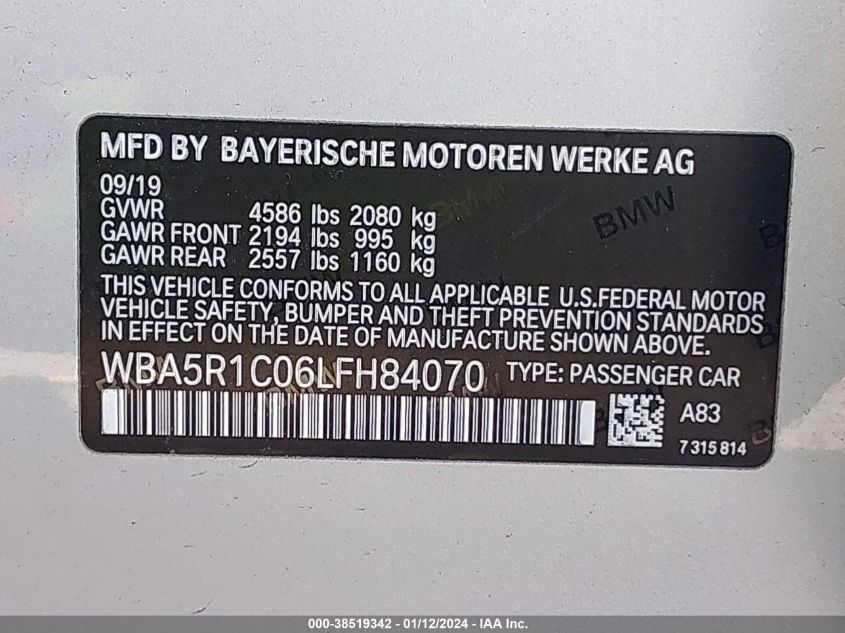 MFD BY BAYERISCHE MOTOREN WERKE AG
09/19
GVWR 4586 lbs 2080 kg
GAWR FRONT 2194 lbs 995 kg
GAWR REAR 2557 lbs 1160 kg
THIS VEHICLE CONFORMS TO ALL APPLICABLE U.S.FEDERAL MOTOR
VEHICLE SAFETY, BUMPER AND THEFT PREVENTION STANDARDS
IN EFFECT ON THE DATE OF MANUFACTURE SHOWN ABOVE.
WBA5R1C06LFH84070 TYPE: PASSENGER CAR
A83
7315814
BMW
000-38519342 - 01/12/2024 - IAA Inc.